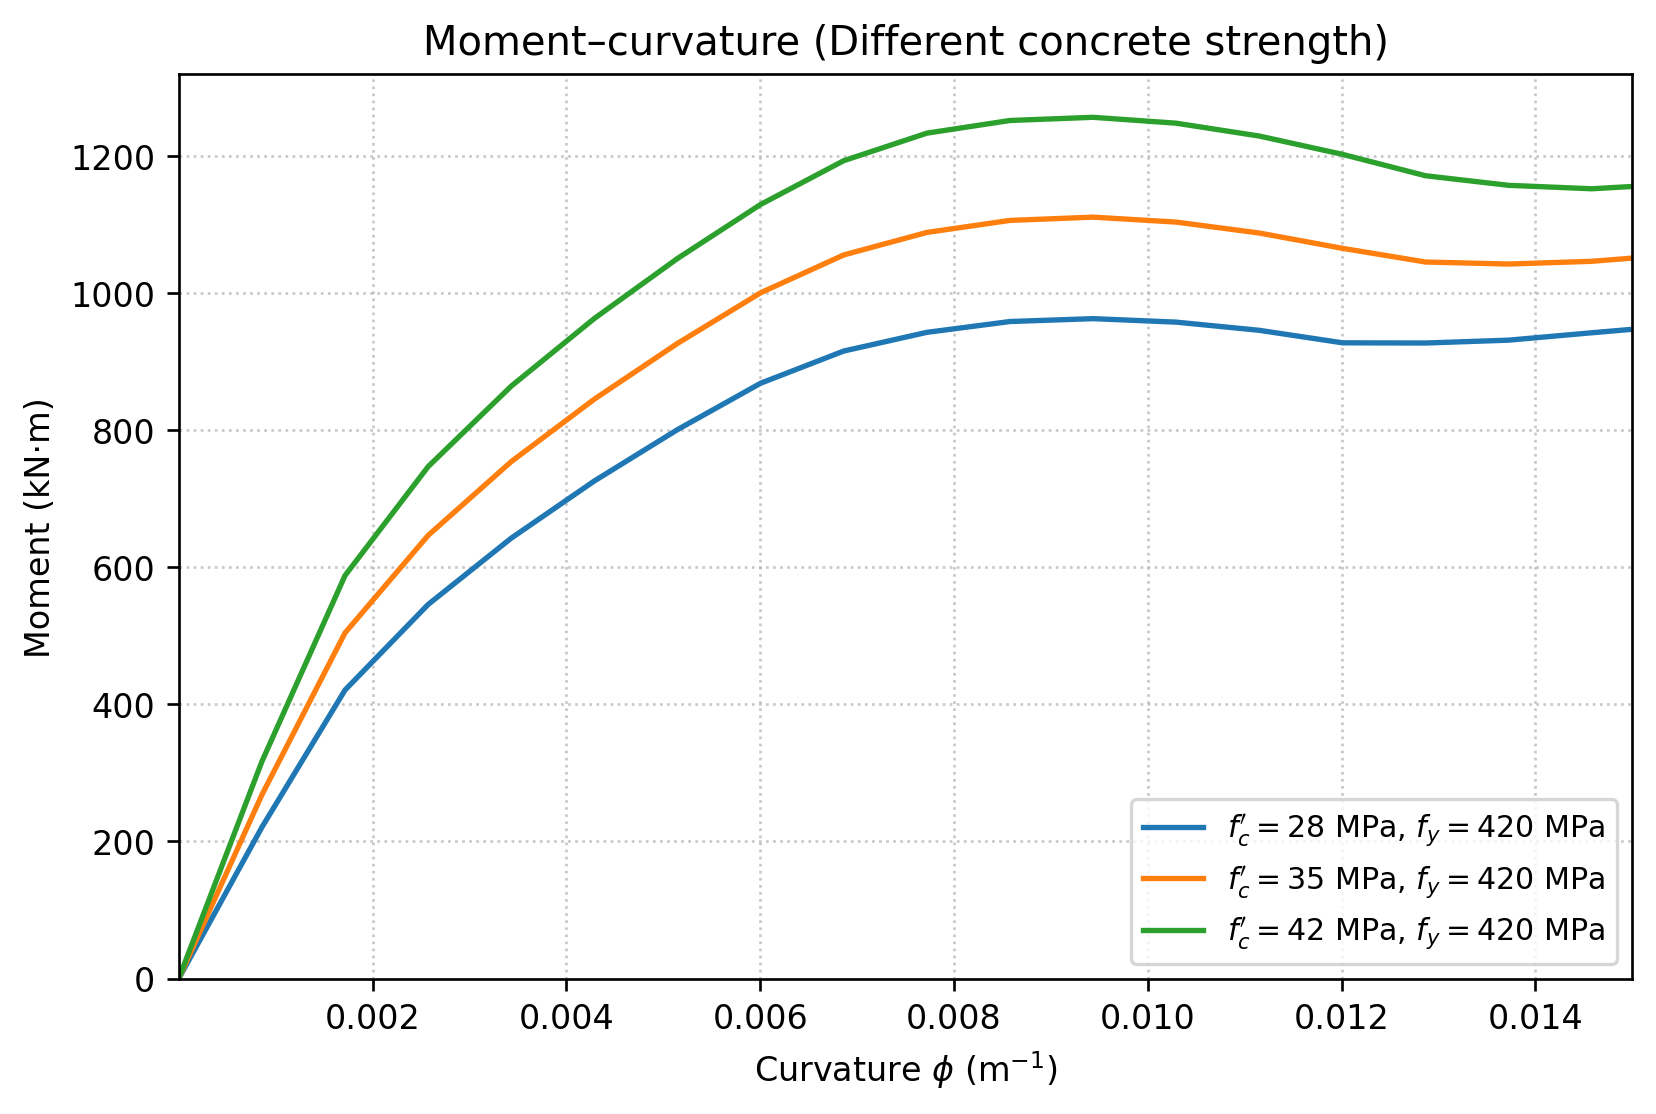 Moment–curvature (Different concrete strength)
Moment (kN·m)
1200
1000
800
600
400
200
0
0.002 0.004 0.006 0.008 0.010 0.012 0.014
Curvature ϕ (m⁻¹)
f′c = 28 MPa, fy = 420 MPa
f′c = 35 MPa, fy = 420 MPa
f′c = 42 MPa, fy = 420 MPa